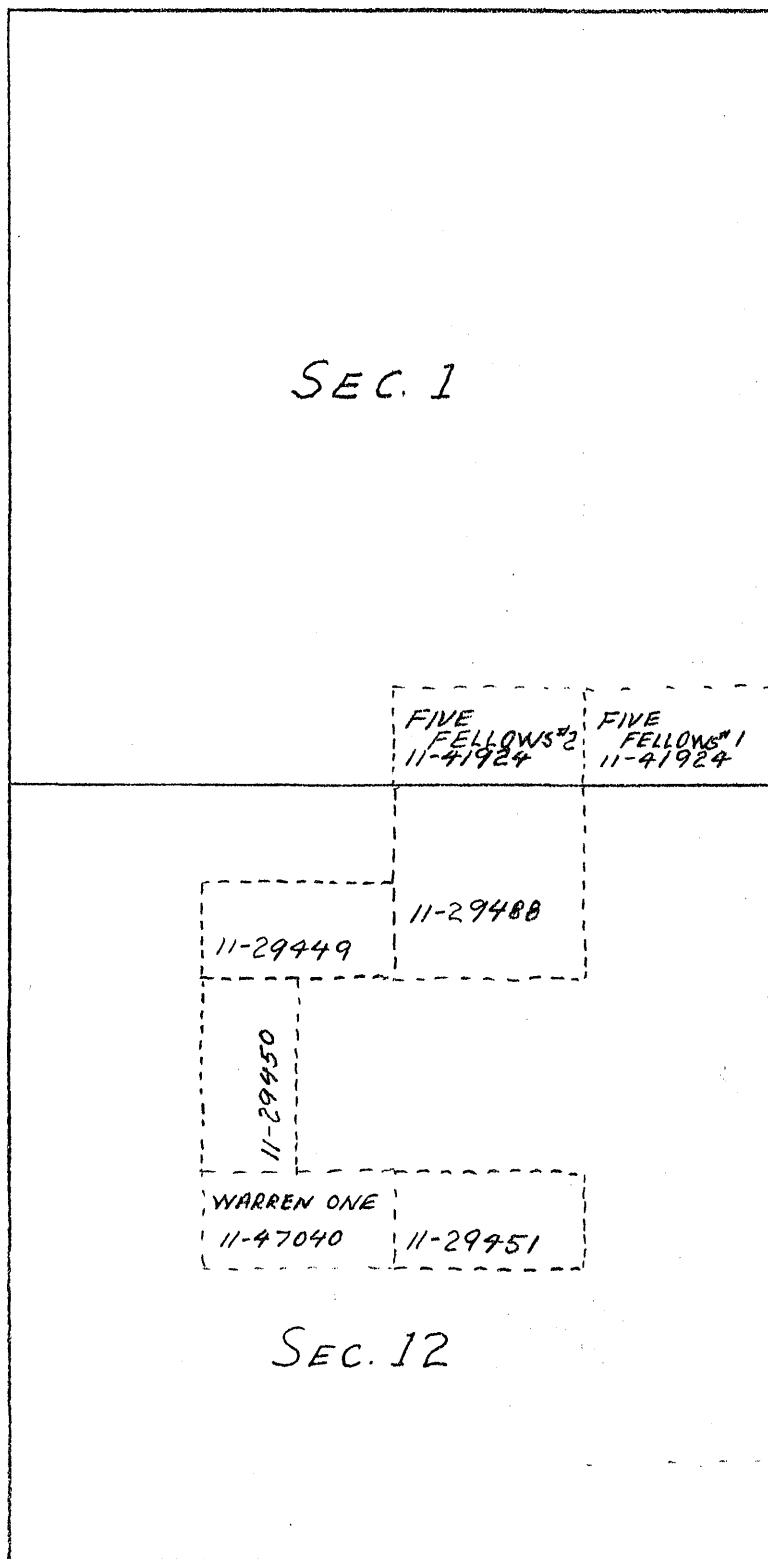 SEC. 1
FIVE
FELLOWS #2
11-41924
FIVE
FELLOWS #1
11-41924
11-29488
11-29449
11-29450
WARREN ONE
11-47040
11-29451
SEC. 12